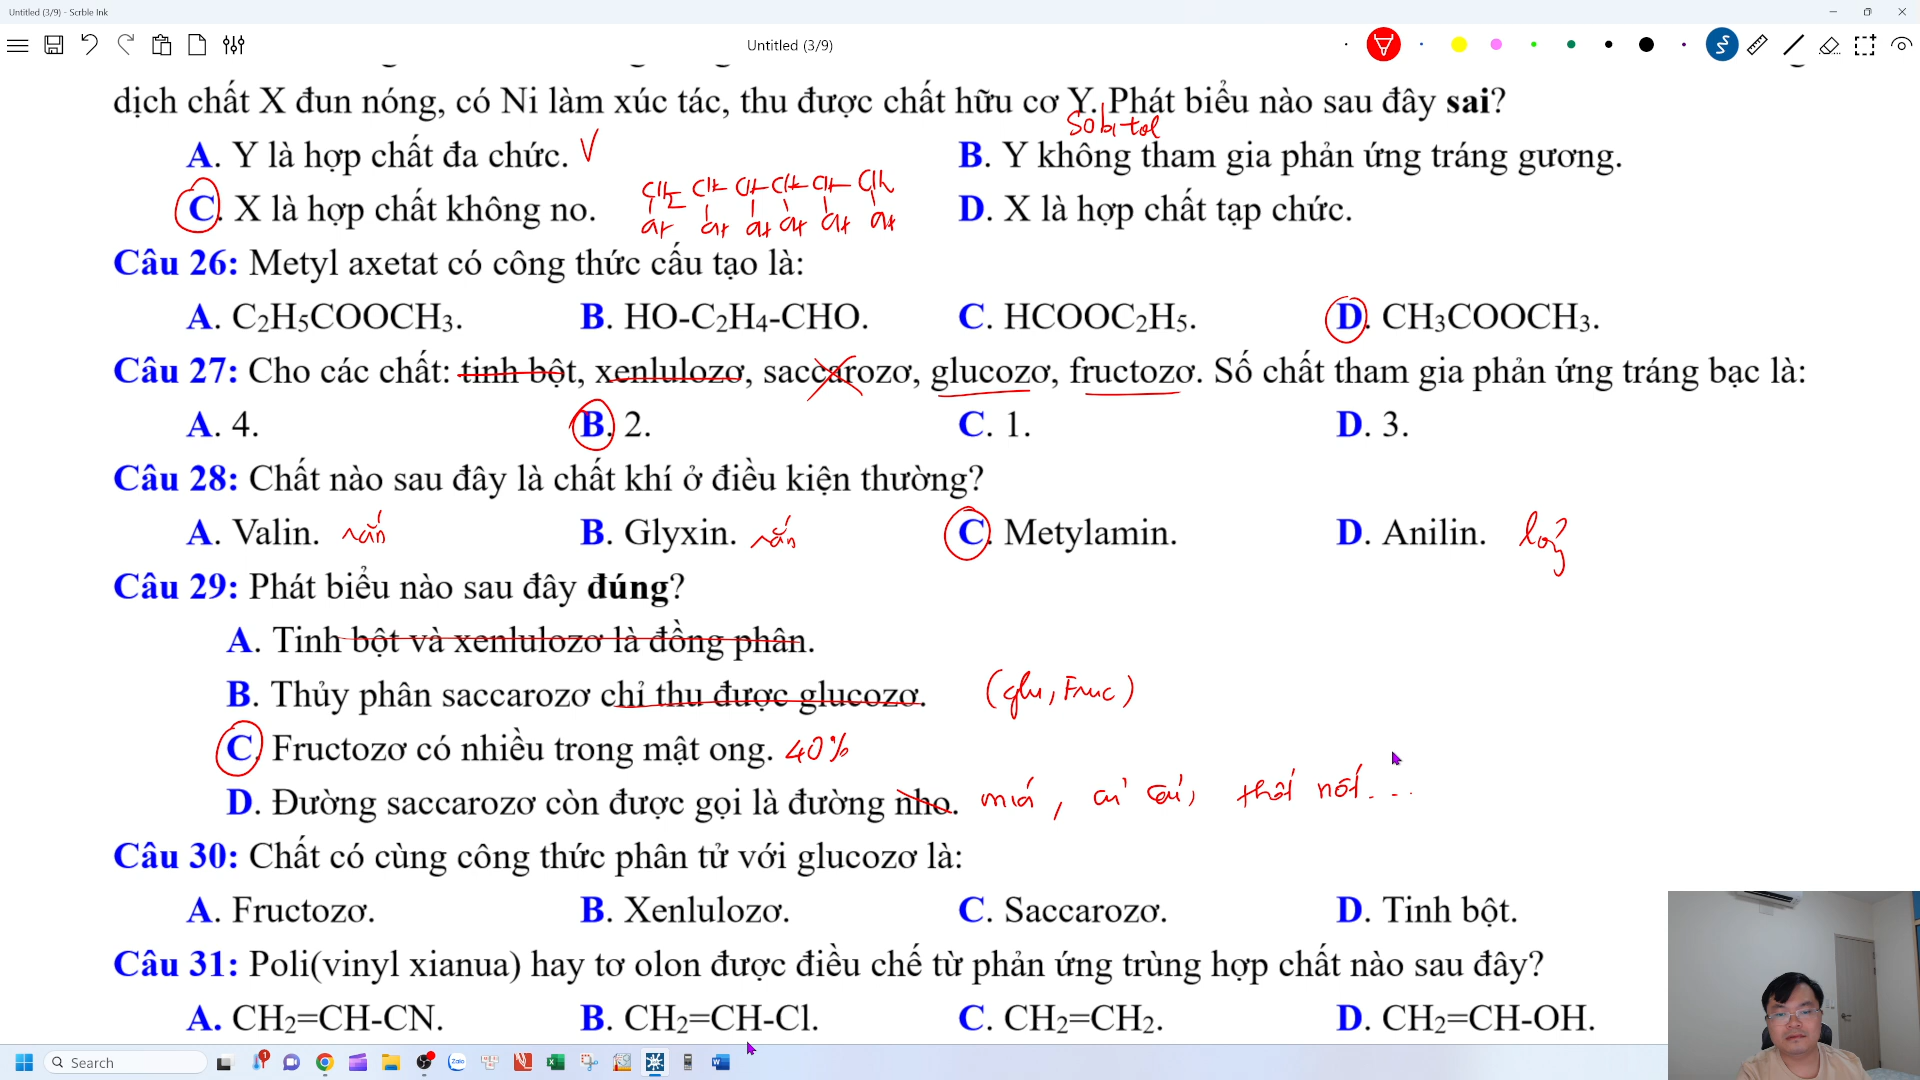 Untitled (3/9) - Scrble Ink
Untitled (3/9)
dịch chất X đun nóng, có Ni làm xúc tác, thu được chất hữu cơ Y. Phát biểu nào sau đây sai?
Sobitol
A. Y là hợp chất đa chức. V
B. Y không tham gia phản ứng tráng gương.
C. X là hợp chất không no.
D. X là hợp chất tạp chức.
Câu 26: Metyl axetat có công thức cấu tạo là:
A. C₂H₅COOCH₃. B. HO-C₂H₄-CHO. C. HCOOC₂H₅. D. CH₃COOCH₃.
Câu 27: Cho các chất: tinh bột, xenlulozơ, saccarozơ, glucozơ, fructozơ. Số chất tham gia phản ứng tráng bạc là:
A. 4. B. 2. C. 1. D. 3.
Câu 28: Chất nào sau đây là chất khí ở điều kiện thường?
A. Valin. rắn B. Glyxin. rắn C. Metylamin. D. Anilin. lỏng
Câu 29: Phát biểu nào sau đây đúng?
A. Tinh bột và xenlulozơ là đồng phân.
B. Thủy phân saccarozơ chỉ thu được glucozơ. (glu, Fruc)
C. Fructozơ có nhiều trong mật ong. 40%
D. Đường saccarozơ còn được gọi là đường nho. mía, củ cải, thốt nốt...
Câu 30: Chất có cùng công thức phân tử với glucozơ là:
A. Fructozơ. B. Xenlulozơ. C. Saccarozơ. D. Tinh bột.
Câu 31: Poli(vinyl xianua) hay tơ olon được điều chế từ phản ứng trùng hợp chất nào sau đây?
A. CH₂=CH-CN. B. CH₂=CH-Cl. C. CH₂=CH₂. D. CH₂=CH-OH.
Search
1
Zalo